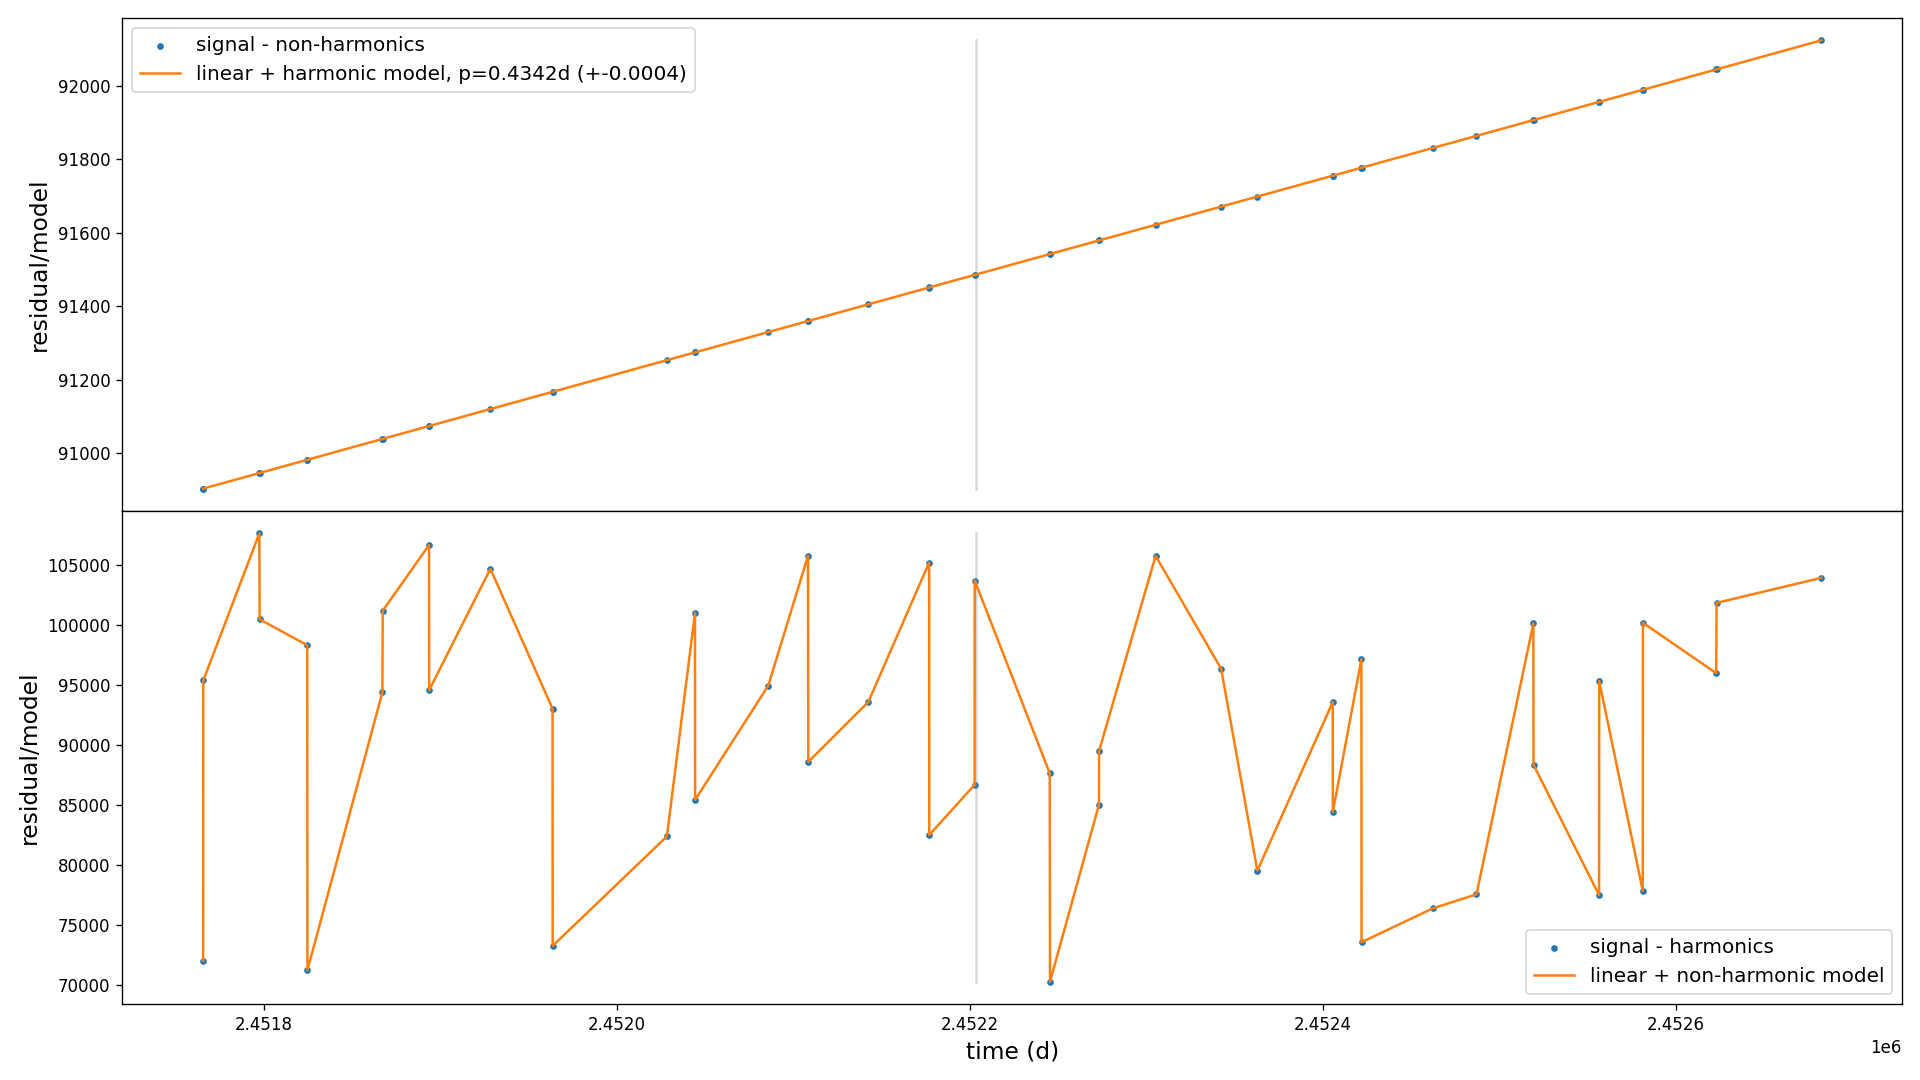 signal - non-harmonics
linear + harmonic model, p=0.4342d (+-0.0004)
residual/model
92000
91800
91600
91400
91200
91000
residual/model
105000
100000
95000
90000
85000
80000
75000
70000
signal - harmonics
linear + non-harmonic model
2.4518
2.4520
2.4522
2.4524
2.4526
1e6
time (d)